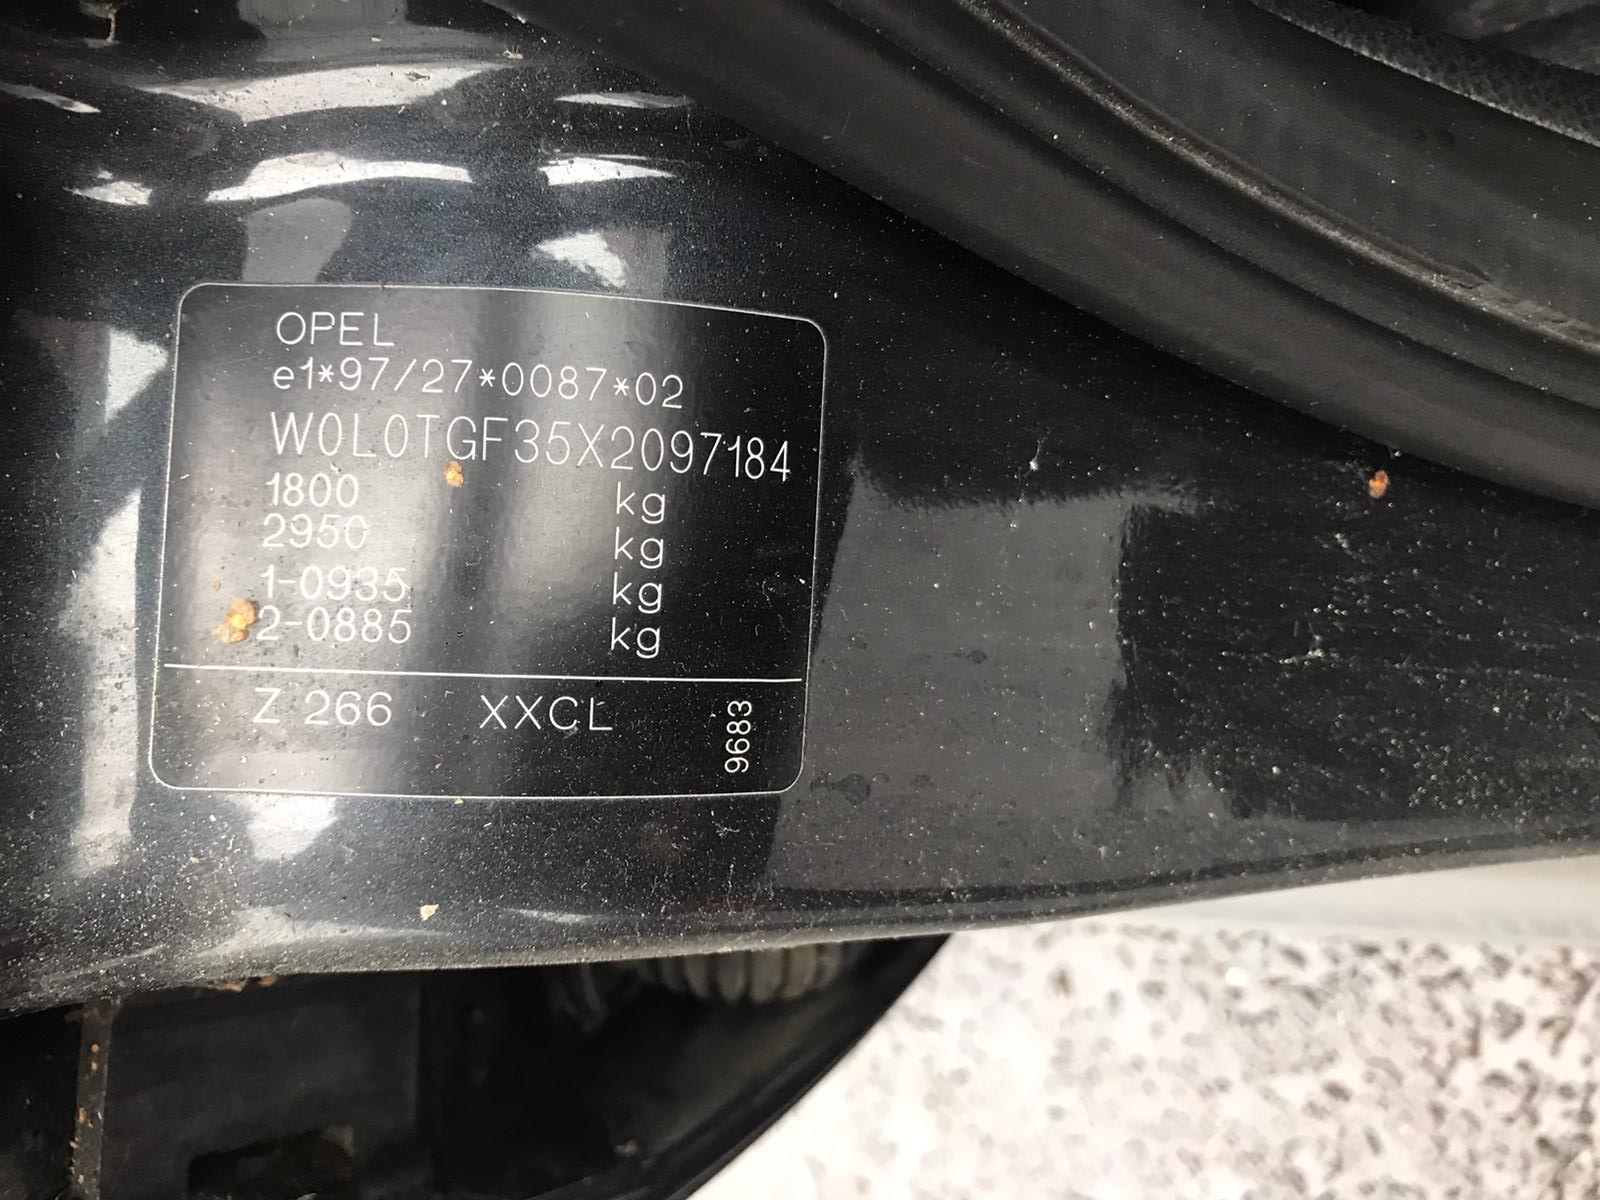 OPEL
e1*97/27*0087*02
W0L0TGF35X2097184
1800 kg
2950 kg
1-0935 kg
2-0885 kg
Z 266 XXCL
9683